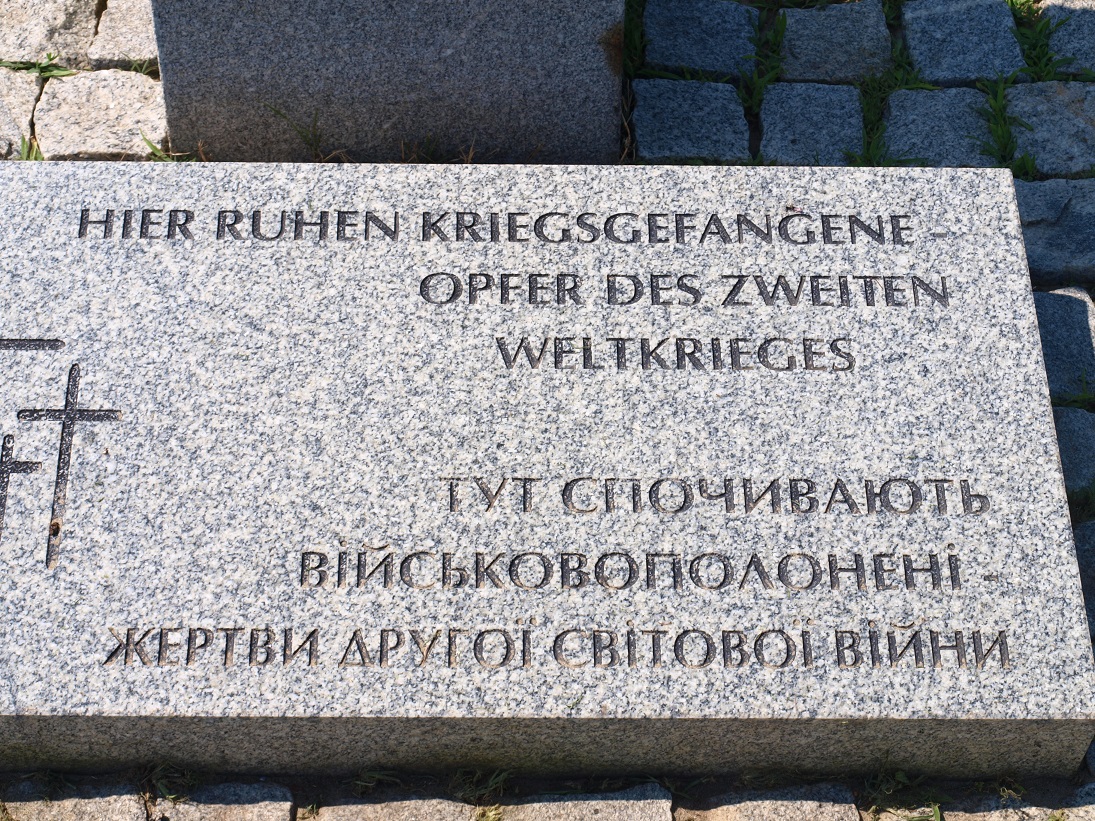 HIER RUHEN KRIEGSGEFANGENE -
OPFER DES ZWEITEN
WELTKRIEGES
ТУТ СПОЧИВАЮТЬ
ВІЙСЬКОВОПОЛОНЕНІ -
ЖЕРТВИ ДРУГОЇ СВІТОВОЇ ВІЙНИ